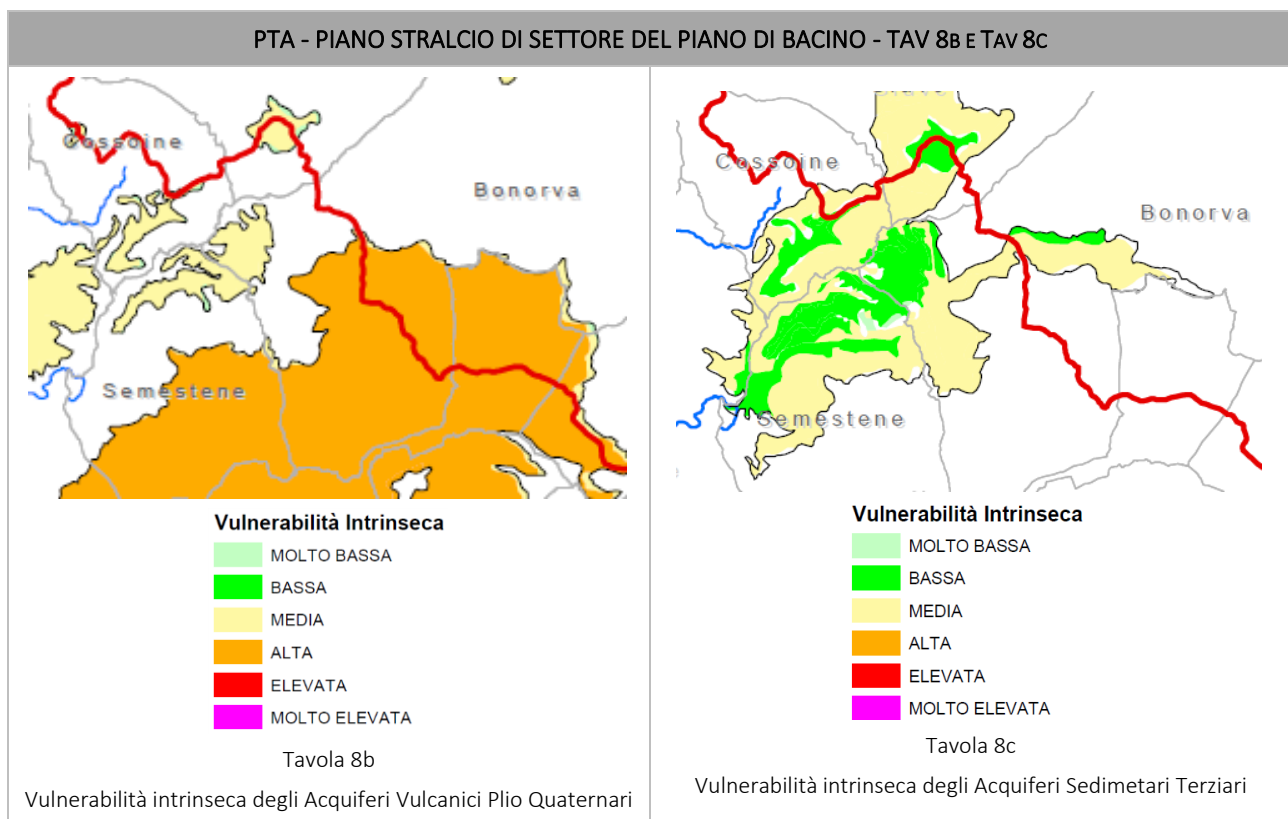 PTA - PIANO STRALCIO DI SETTORE DEL PIANO DI BACINO - TAV 8B E TAV 8C
Cossoine
Bonorva
Semestene
Vulnerabilità Intrinseca
MOLTO BASSA
BASSA
MEDIA
ALTA
ELEVATA
MOLTO ELEVATA
Tavola 8b
Vulnerabilità intrinseca degli Acquiferi Vulcanici Plio Quaternari
Cossoine
Bonorva
Semestene
Vulnerabilità Intrinseca
MOLTO BASSA
BASSA
MEDIA
ALTA
ELEVATA
MOLTO ELEVATA
Tavola 8c
Vulnerabilità intrinseca degli Acquiferi Sedimetari Terziari